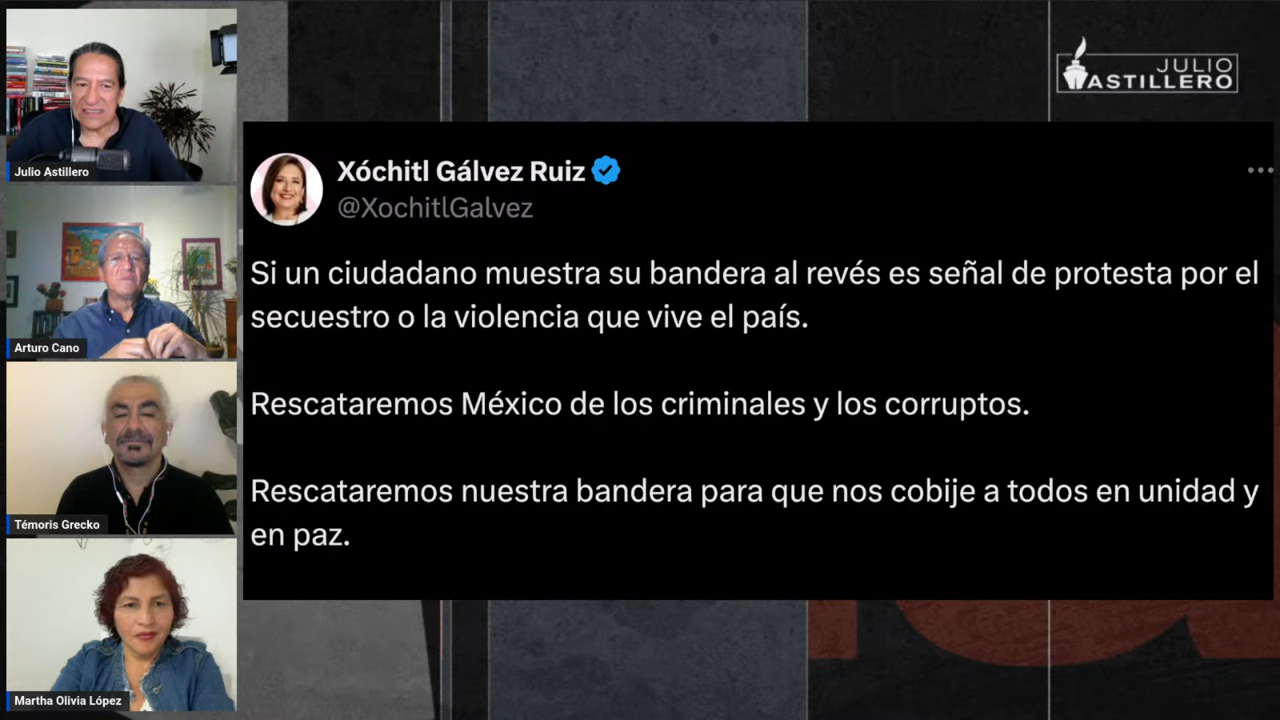 JULIO
ASTILLERO
Julio Astillero
Arturo Cano
Témoris Grecko
Martha Olivia López
Xóchitl Gálvez Ruiz
@XochitlGalvez
Si un ciudadano muestra su bandera al revés es señal de protesta por el
secuestro o la violencia que vive el país.
Rescataremos México de los criminales y los corruptos.
Rescataremos nuestra bandera para que nos cobije a todos en unidad y
en paz.